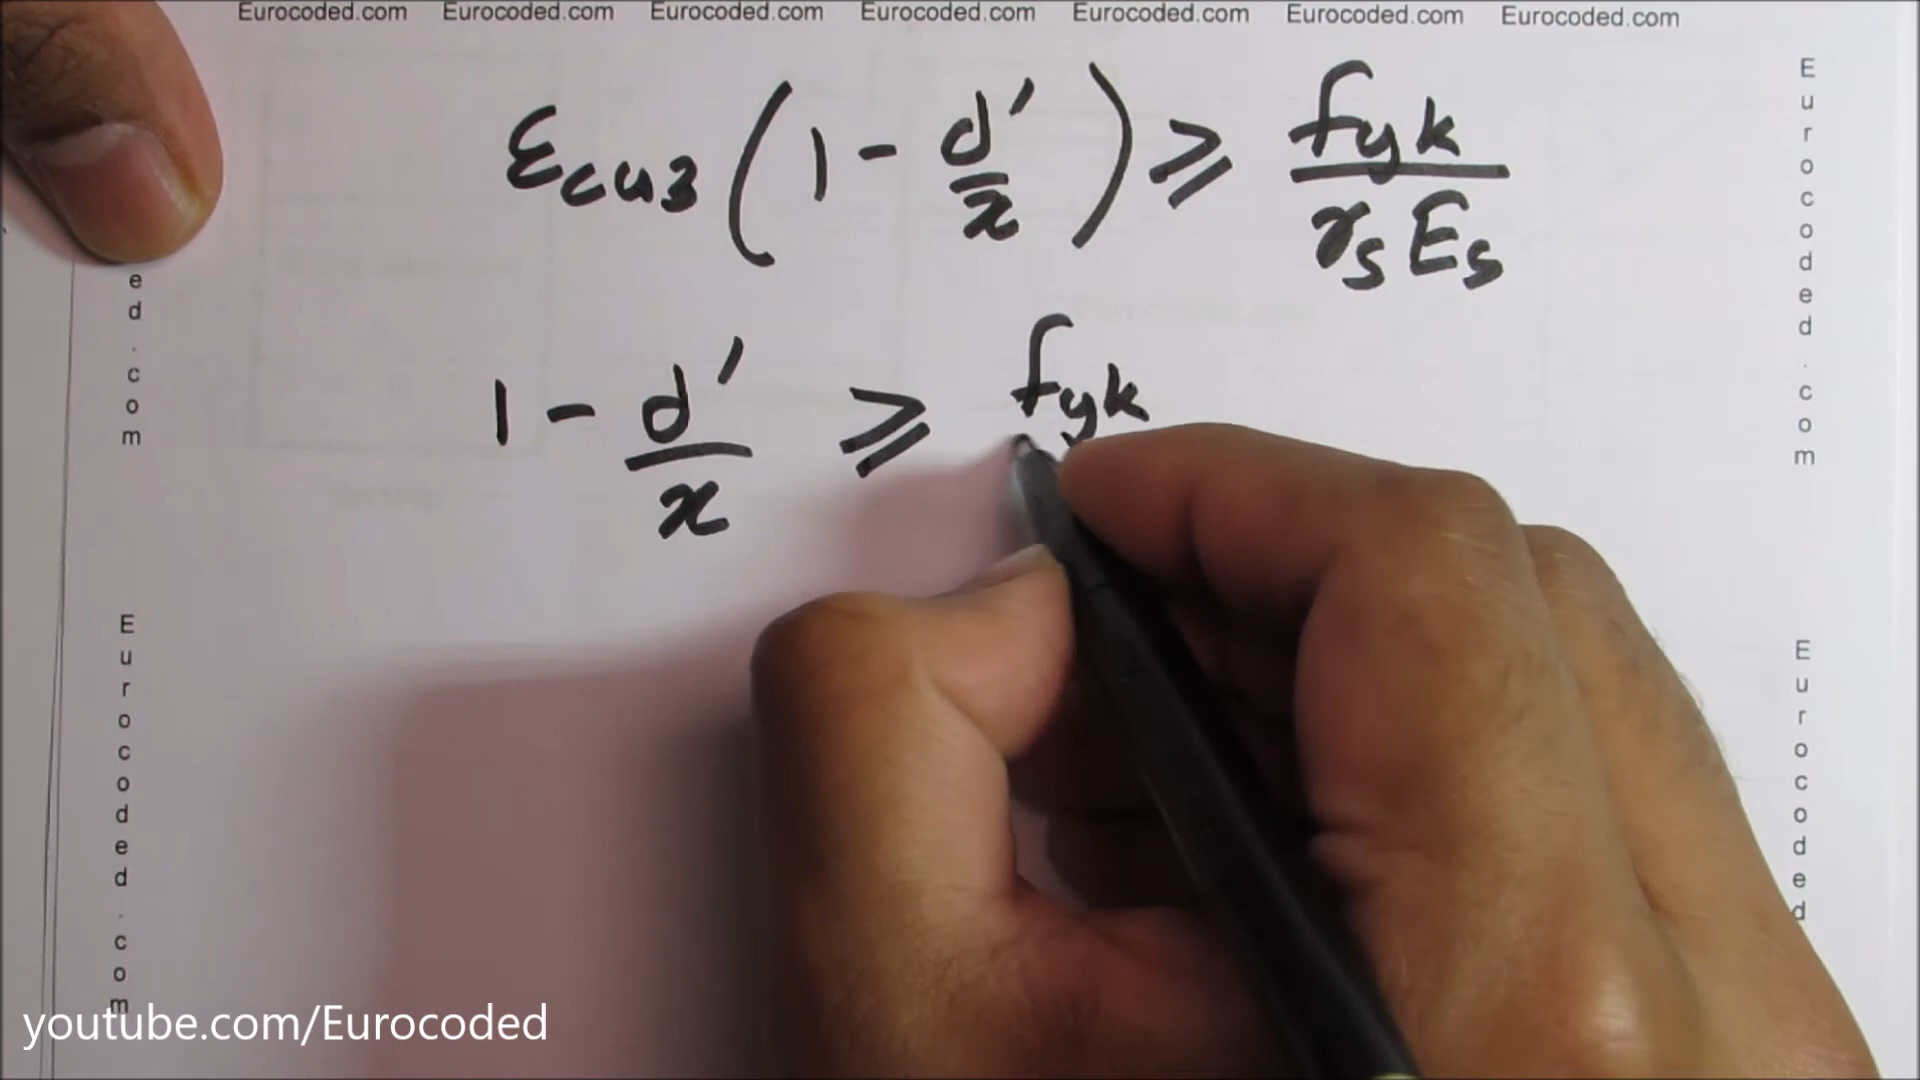 Eurocoded.com Eurocoded.com Eurocoded.com Eurocoded.com Eurocoded.com Eurocoded.com Eurocoded.com
εcu3 (1 - d'/x) ≥ fyk/γs Es
1 - d'/x ≥ fyk
ed.com
Eurocoded.com
Eurocoded.com
Eurocoded
youtube.com/Eurocoded